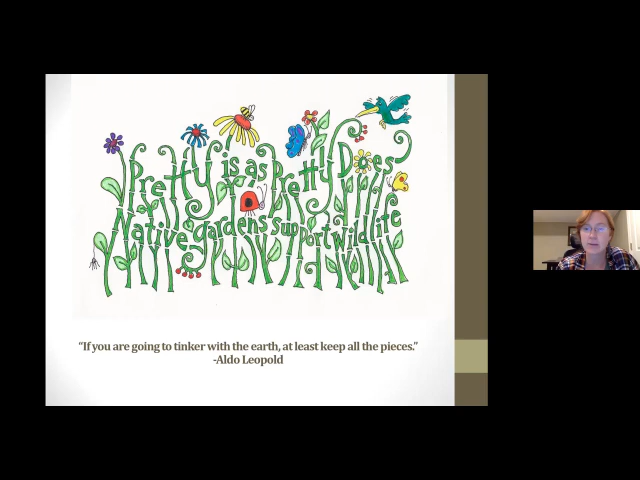 Pretty is as Pretty Does
Native gardens support wildlife
“If you are going to tinker with the earth, at least keep all the pieces.”
-Aldo Leopold